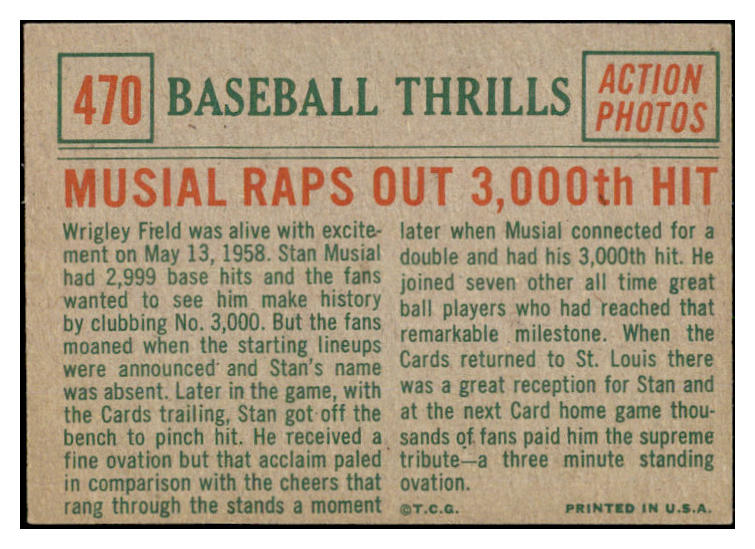 470
BASEBALL THRILLS
ACTION
PHOTOS
MUSIAL RAPS OUT 3,000th HIT
Wrigley Field was alive with excite-
ment on May 13, 1958. Stan Musial
had 2,999 base hits and the fans
wanted to see him make history
by clubbing No. 3,000. But the fans
moaned when the starting lineups
were announced and Stan's name
was absent. Later in the game, with
the Cards trailing, Stan got off the
bench to pinch hit. He received a
fine ovation but that acclaim paled
in comparison with the cheers that
rang through the stands a moment
later when Musial connected for a
double and had his 3,000th hit. He
joined seven other all time great
ball players who had reached that
remarkable milestone. When the
Cards returned to St. Louis there
was a great reception for Stan and
at the next Card home game thou-
sands of fans paid him the supreme
tribute—a three minute standing
ovation.
©T.C.G.
PRINTED IN U.S.A.